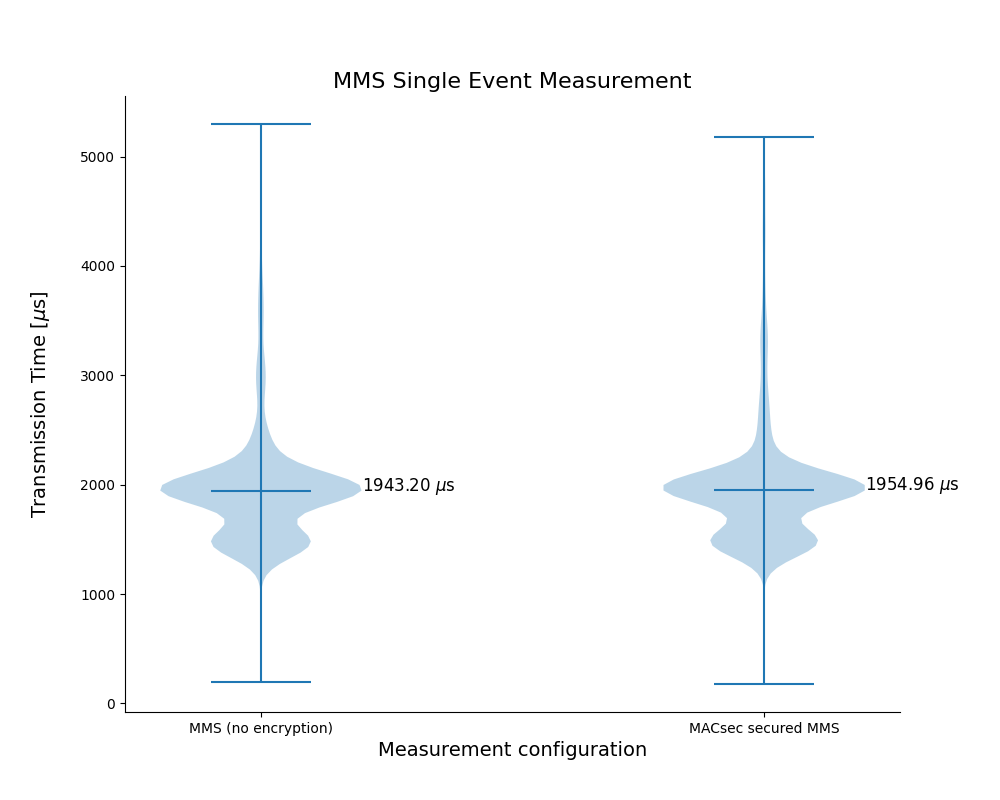 MMS Single Event Measurement
Transmission Time [μs]
5000
4000
3000
2000
1000
0
1943.20 μs
1954.96 μs
MMS (no encryption)
MACsec secured MMS
Measurement configuration